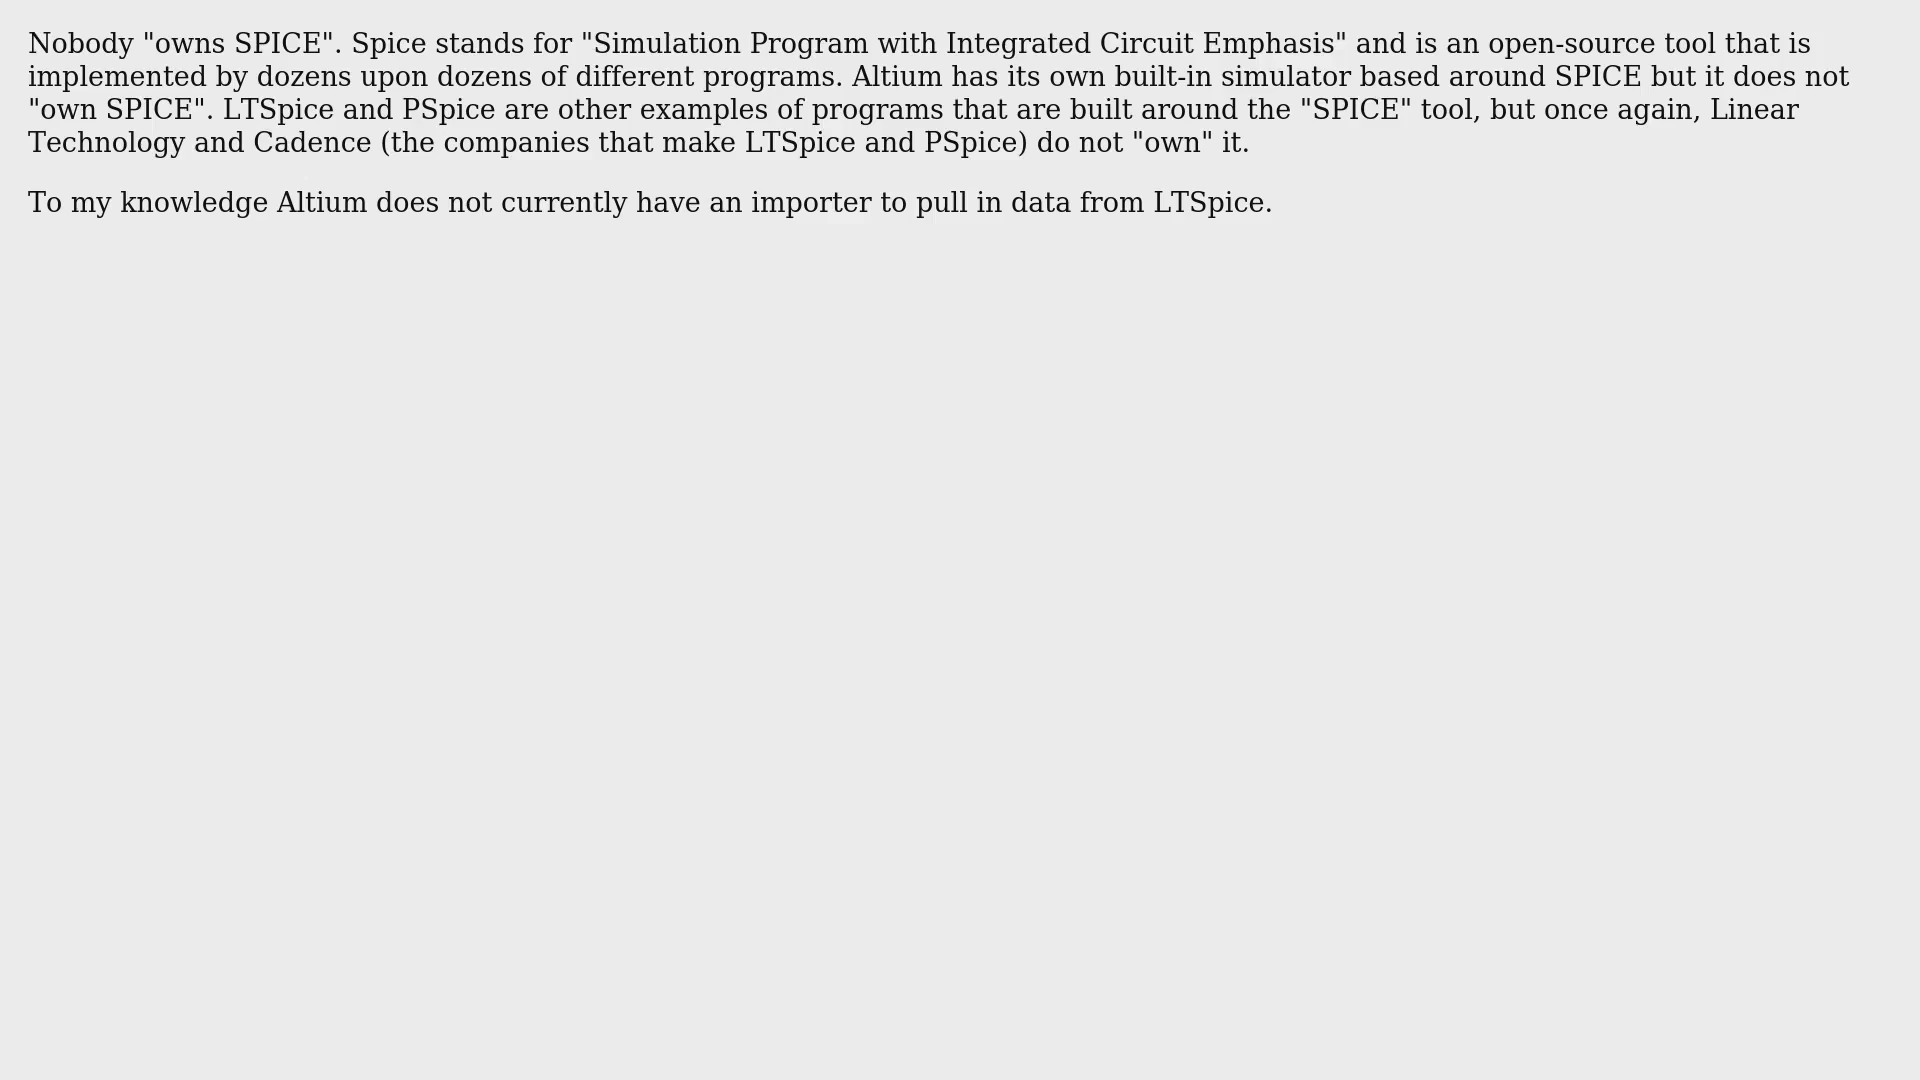 Nobody "owns SPICE". Spice stands for "Simulation Program with Integrated Circuit Emphasis" and is an open-source tool that is
implemented by dozens upon dozens of different programs. Altium has its own built-in simulator based around SPICE but it does not
"own SPICE". LTSpice and PSpice are other examples of programs that are built around the "SPICE" tool, but once again, Linear
Technology and Cadence (the companies that make LTSpice and PSpice) do not "own" it.
To my knowledge Altium does not currently have an importer to pull in data from LTSpice.